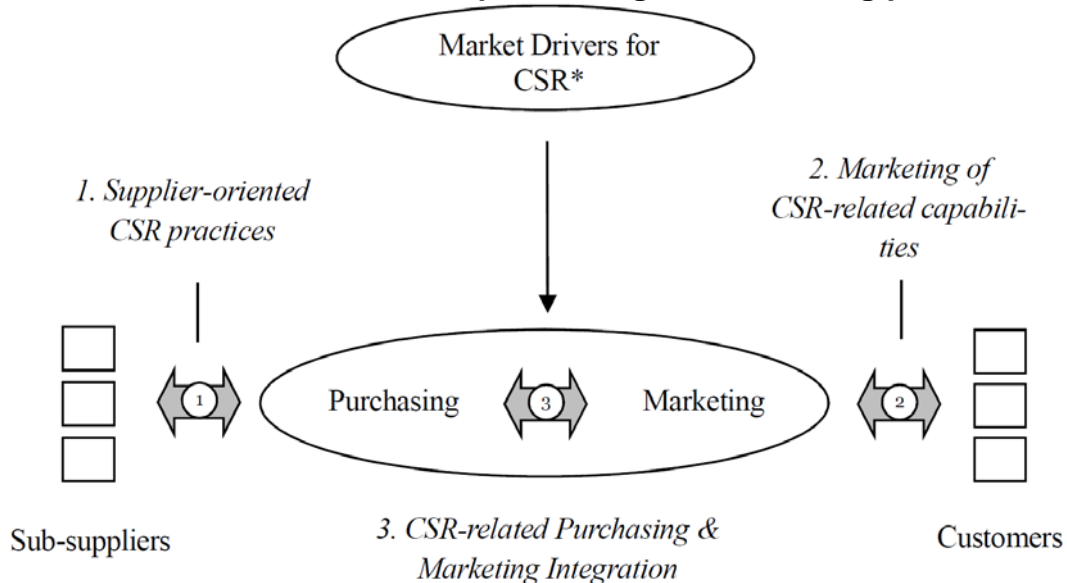 Market Drivers for
CSR*
1. Supplier-oriented
CSR practices
2. Marketing of
CSR-related capabili-
ties
1
Purchasing
3
Marketing
2
Sub-suppliers
3. CSR-related Purchasing &
Marketing Integration
Customers